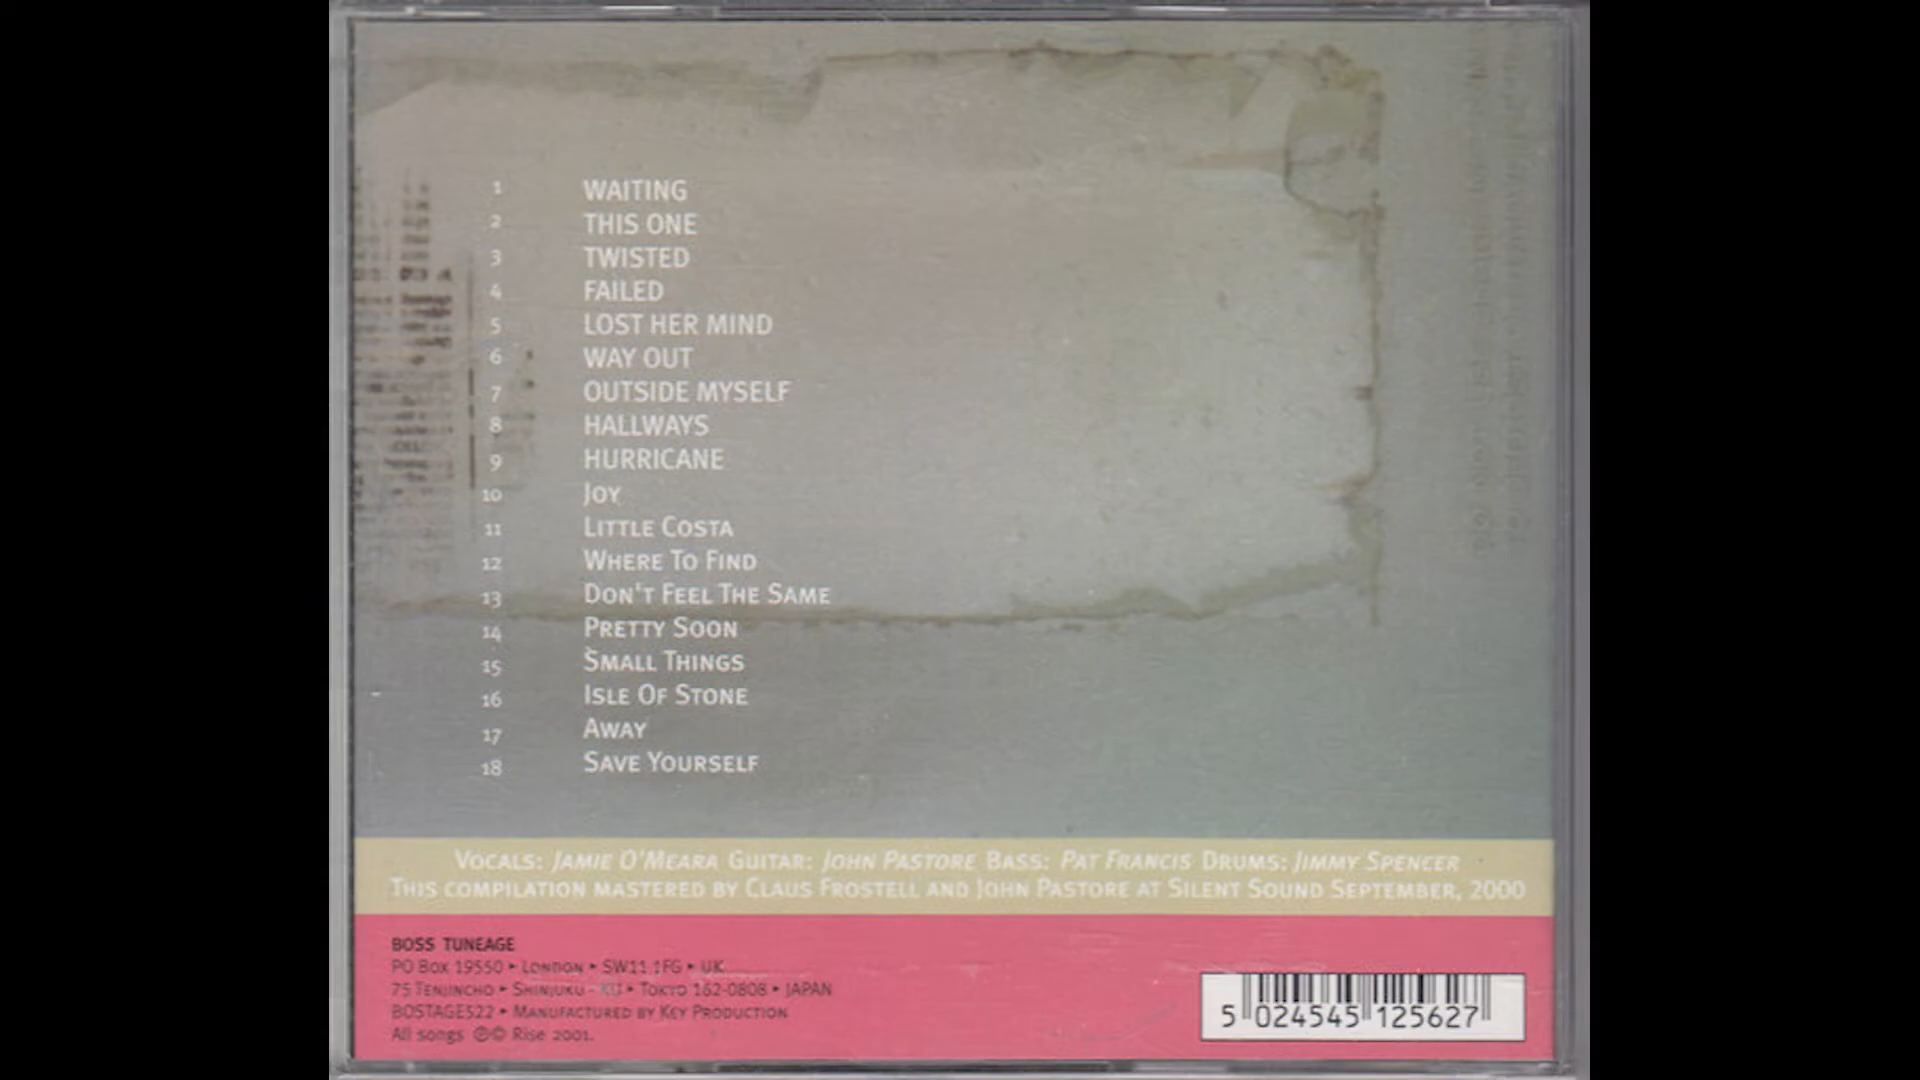 1 WAITING
2 THIS ONE
3 TWISTED
4 FAILED
5 LOST HER MIND
6 WAY OUT
7 OUTSIDE MYSELF
8 HALLWAYS
9 HURRICANE
10 JOY
11 LITTLE COSTA
12 WHERE TO FIND
13 DON'T FEEL THE SAME
14 PRETTY SOON
15 SMALL THINGS
16 ISLE OF STONE
17 AWAY
18 SAVE YOURSELF
VOCALS: JAMIE O'MEARA GUITAR: JOHN PASTORE BASS: PAT FRANCIS DRUMS: JIMMY SPENCER
THIS COMPILATION MASTERED BY CLAUS FROSTELL AND JOHN PASTORE AT SILENT SOUND SEPTEMBER, 2000
BOSS TUNEAGE
PO BOX 19550 ▸ LONDON ▸ SW11 1FG ▸ UK
75 TENJINCHO ▸ SHINJUKU - KU ▸ TOKYO 162-0808 ▸ JAPAN
BOSTAGE522 ▸ MANUFACTURED BY KEY PRODUCTION
All songs ℗© Rise 2001.
5 024545 125627